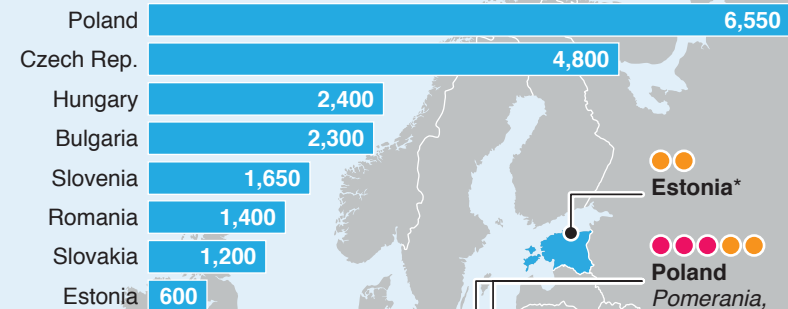 Poland 6,550
Czech Rep. 4,800
Hungary 2,400
Bulgaria 2,300
Slovenia 1,650
Romania 1,400
Slovakia 1,200
Estonia 600
Estonia*
Poland
Pomerania,